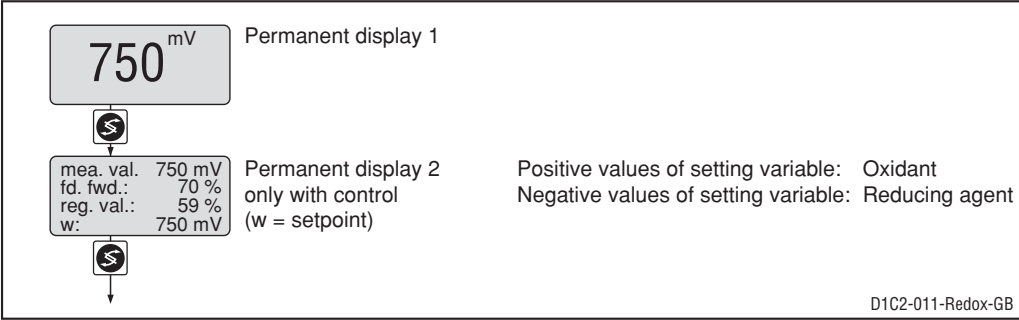 750 mV
Permanent display 1
mea. val. 750 mV
fd. fwd.: 70 %
reg. val.: 59 %
w: 750 mV
Permanent display 2
only with control
(w = setpoint)
Positive values of setting variable: Oxidant
Negative values of setting variable: Reducing agent
D1C2-011-Redox-GB